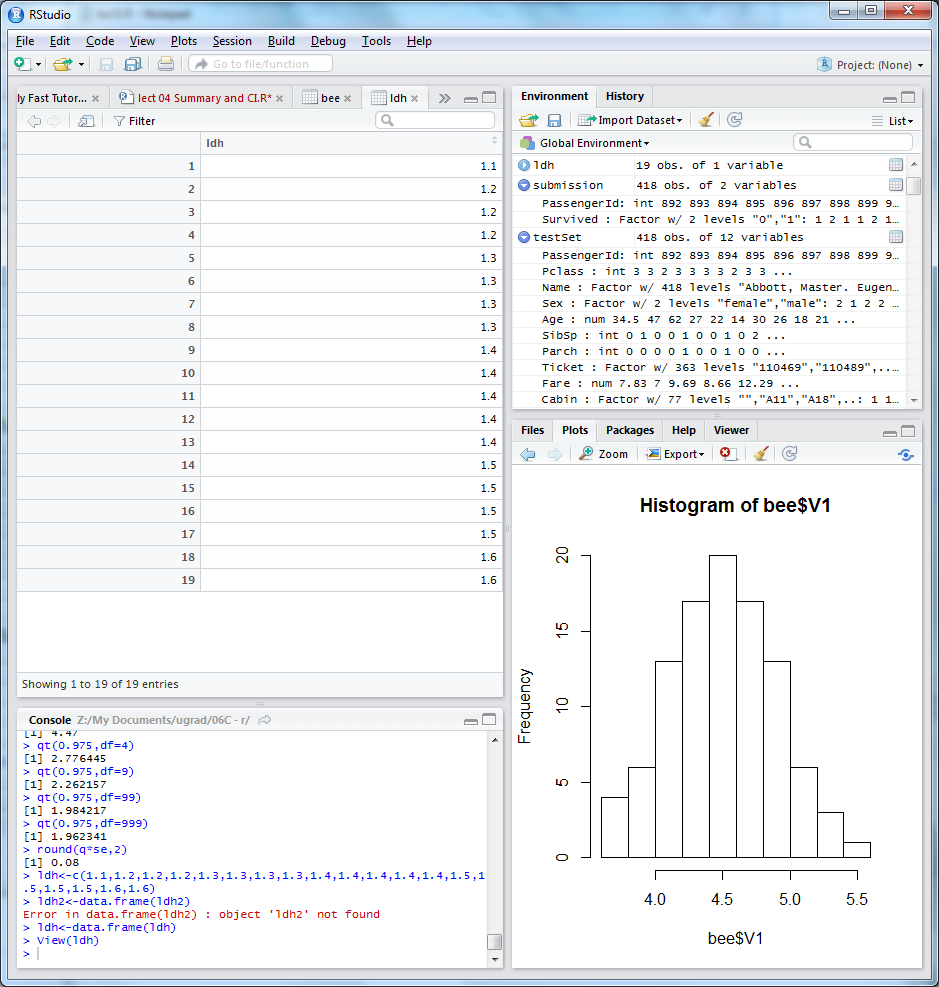 RStudio
File Edit Code View Plots Session Build Debug Tools Help
Go to file/function
Project: (None)
ly Fast Tutor...
lect 04 Summary and CI.R*
bee
ldh
Filter
ldh
1 1.1
2 1.2
3 1.2
4 1.2
5 1.3
6 1.3
7 1.3
8 1.3
9 1.4
10 1.4
11 1.4
12 1.4
13 1.4
14 1.5
15 1.5
16 1.5
17 1.5
18 1.6
19 1.6
Showing 1 to 19 of 19 entries
Console Z:/My Documents/ugrad/06C - r/
[1] 4.47
> qt(0.975,df=4)
[1] 2.776445
> qt(0.975,df=9)
[1] 2.262157
> qt(0.975,df=99)
[1] 1.984217
> qt(0.975,df=999)
[1] 1.962341
> round(q*se,2)
[1] 0.08
> ldh<-c(1.1,1.2,1.2,1.2,1.3,1.3,1.3,1.3,1.4,1.4,1.4,1.4,1.4,1.5,1
.5,1.5,1.5,1.6,1.6)
> ldh2<-data.frame(ldh2)
Error in data.frame(ldh2) : object 'ldh2' not found
> ldh<-data.frame(ldh)
> View(ldh)
>
Environment History
Import Dataset
List
Global Environment
ldh 19 obs. of 1 variable
submission 418 obs. of 2 variables
PassengerId: int 892 893 894 895 896 897 898 899 9…
Survived : Factor w/ 2 levels "0","1": 1 2 1 1 2 1…
testSet 418 obs. of 12 variables
PassengerId: int 892 893 894 895 896 897 898 899 9…
Pclass : int 3 3 2 3 3 3 3 2 3 3 ...
Name : Factor w/ 418 levels "Abbott, Master. Eugen…
Sex : Factor w/ 2 levels "female","male": 2 1 2 2 …
Age : num 34.5 47 62 27 22 14 30 26 18 21 ...
SibSp : int 0 1 0 0 1 0 0 1 0 2 ...
Parch : int 0 0 0 0 1 0 0 1 0 0 ...
Ticket : Factor w/ 363 levels "110469","110489",..…
Fare : num 7.83 7 9.69 8.66 12.29 ...
Cabin : Factor w/ 77 levels "","A11","A18",..: 1 1…
Files Plots Packages Help Viewer
Zoom Export
Histogram of bee$V1
Frequency
20
15
10
5
0
4.0 4.5 5.0 5.5
bee$V1